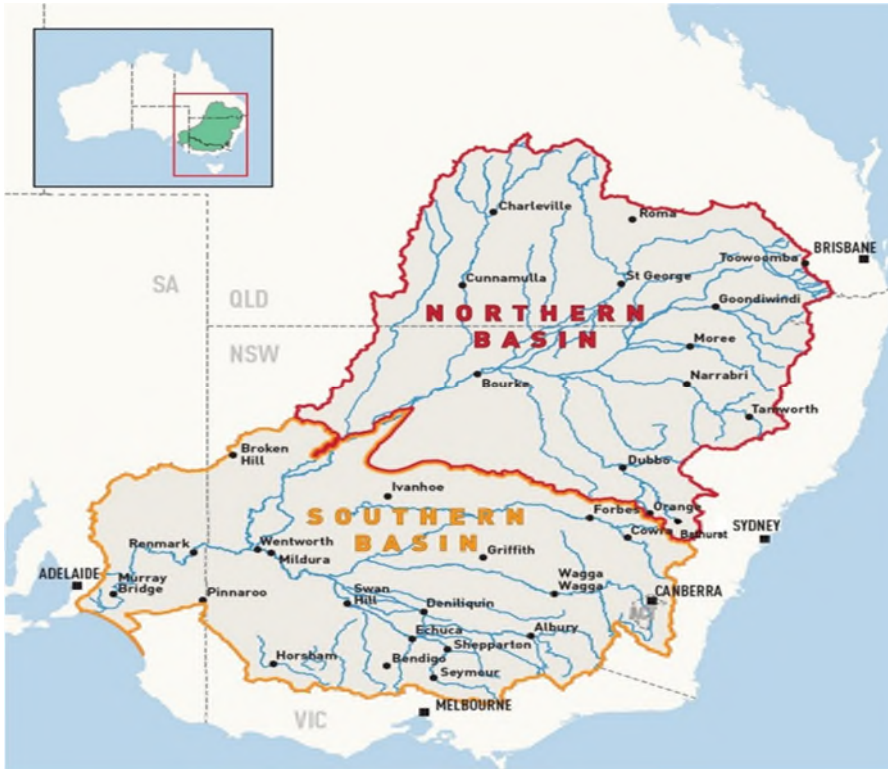 Charleville
Roma
BRISBANE
Toowoomba
SA
QLD
Cunnamulla
St George
Goondiwindi
NORTHERN
BASIN
NSW
Moree
Bourke
Narrabri
Tamworth
Broken
Hill
Dubbo
Ivanhoe
SOUTHERN
BASIN
Forbes
Orange
Bathurst
Cowra
SYDNEY
Renmark
Wentworth
Mildura
Griffith
ADELAIDE
Murray
Bridge
Pinnaroo
Swan
Hill
Wagga
Wagga
CANBERRA
Deniliquin
Echuca
Albury
Shepparton
Horsham
Bendigo
Seymour
VIC
MELBOURNE